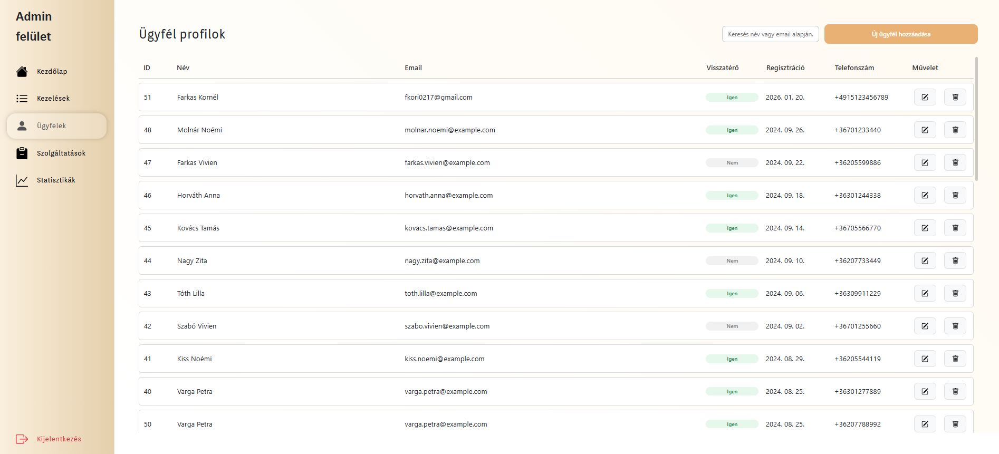 Admin
felület
Kezdőlap
Kezelések
Ügyfelek
Szolgáltatások
Statisztikák
Kijelentkezés
Ügyfél profilok
Keresés név vagy email alapján.
Új ügyfél hozzáadása
ID Név Email Visszatérő Regisztráció Telefonszám Művelet
51 Farkas Kornél fkori0217@gmail.com Igen 2026. 01. 20. +4915123456789
48 Molnár Noémi molnar.noemi@example.com Igen 2024. 09. 26. +36701233440
47 Farkas Vivien farkas.vivien@example.com Nem 2024. 09. 22. +36205599886
46 Horváth Anna horvath.anna@example.com Igen 2024. 09. 18. +36301244338
45 Kovács Tamás kovacs.tamas@example.com Igen 2024. 09. 14. +36705566770
44 Nagy Zita nagy.zita@example.com Nem 2024. 09. 10. +36207733449
43 Tóth Lilla toth.lilla@example.com Igen 2024. 09. 06. +36309911229
42 Szabó Vivien szabo.vivien@example.com Nem 2024. 09. 02. +36701255660
41 Kiss Noémi kiss.noemi@example.com Igen 2024. 08. 29. +36205544119
40 Varga Petra varga.petra@example.com Igen 2024. 08. 25. +36301277889
50 Varga Petra varga.petra@example.com Igen 2024. 08. 25. +36207788992